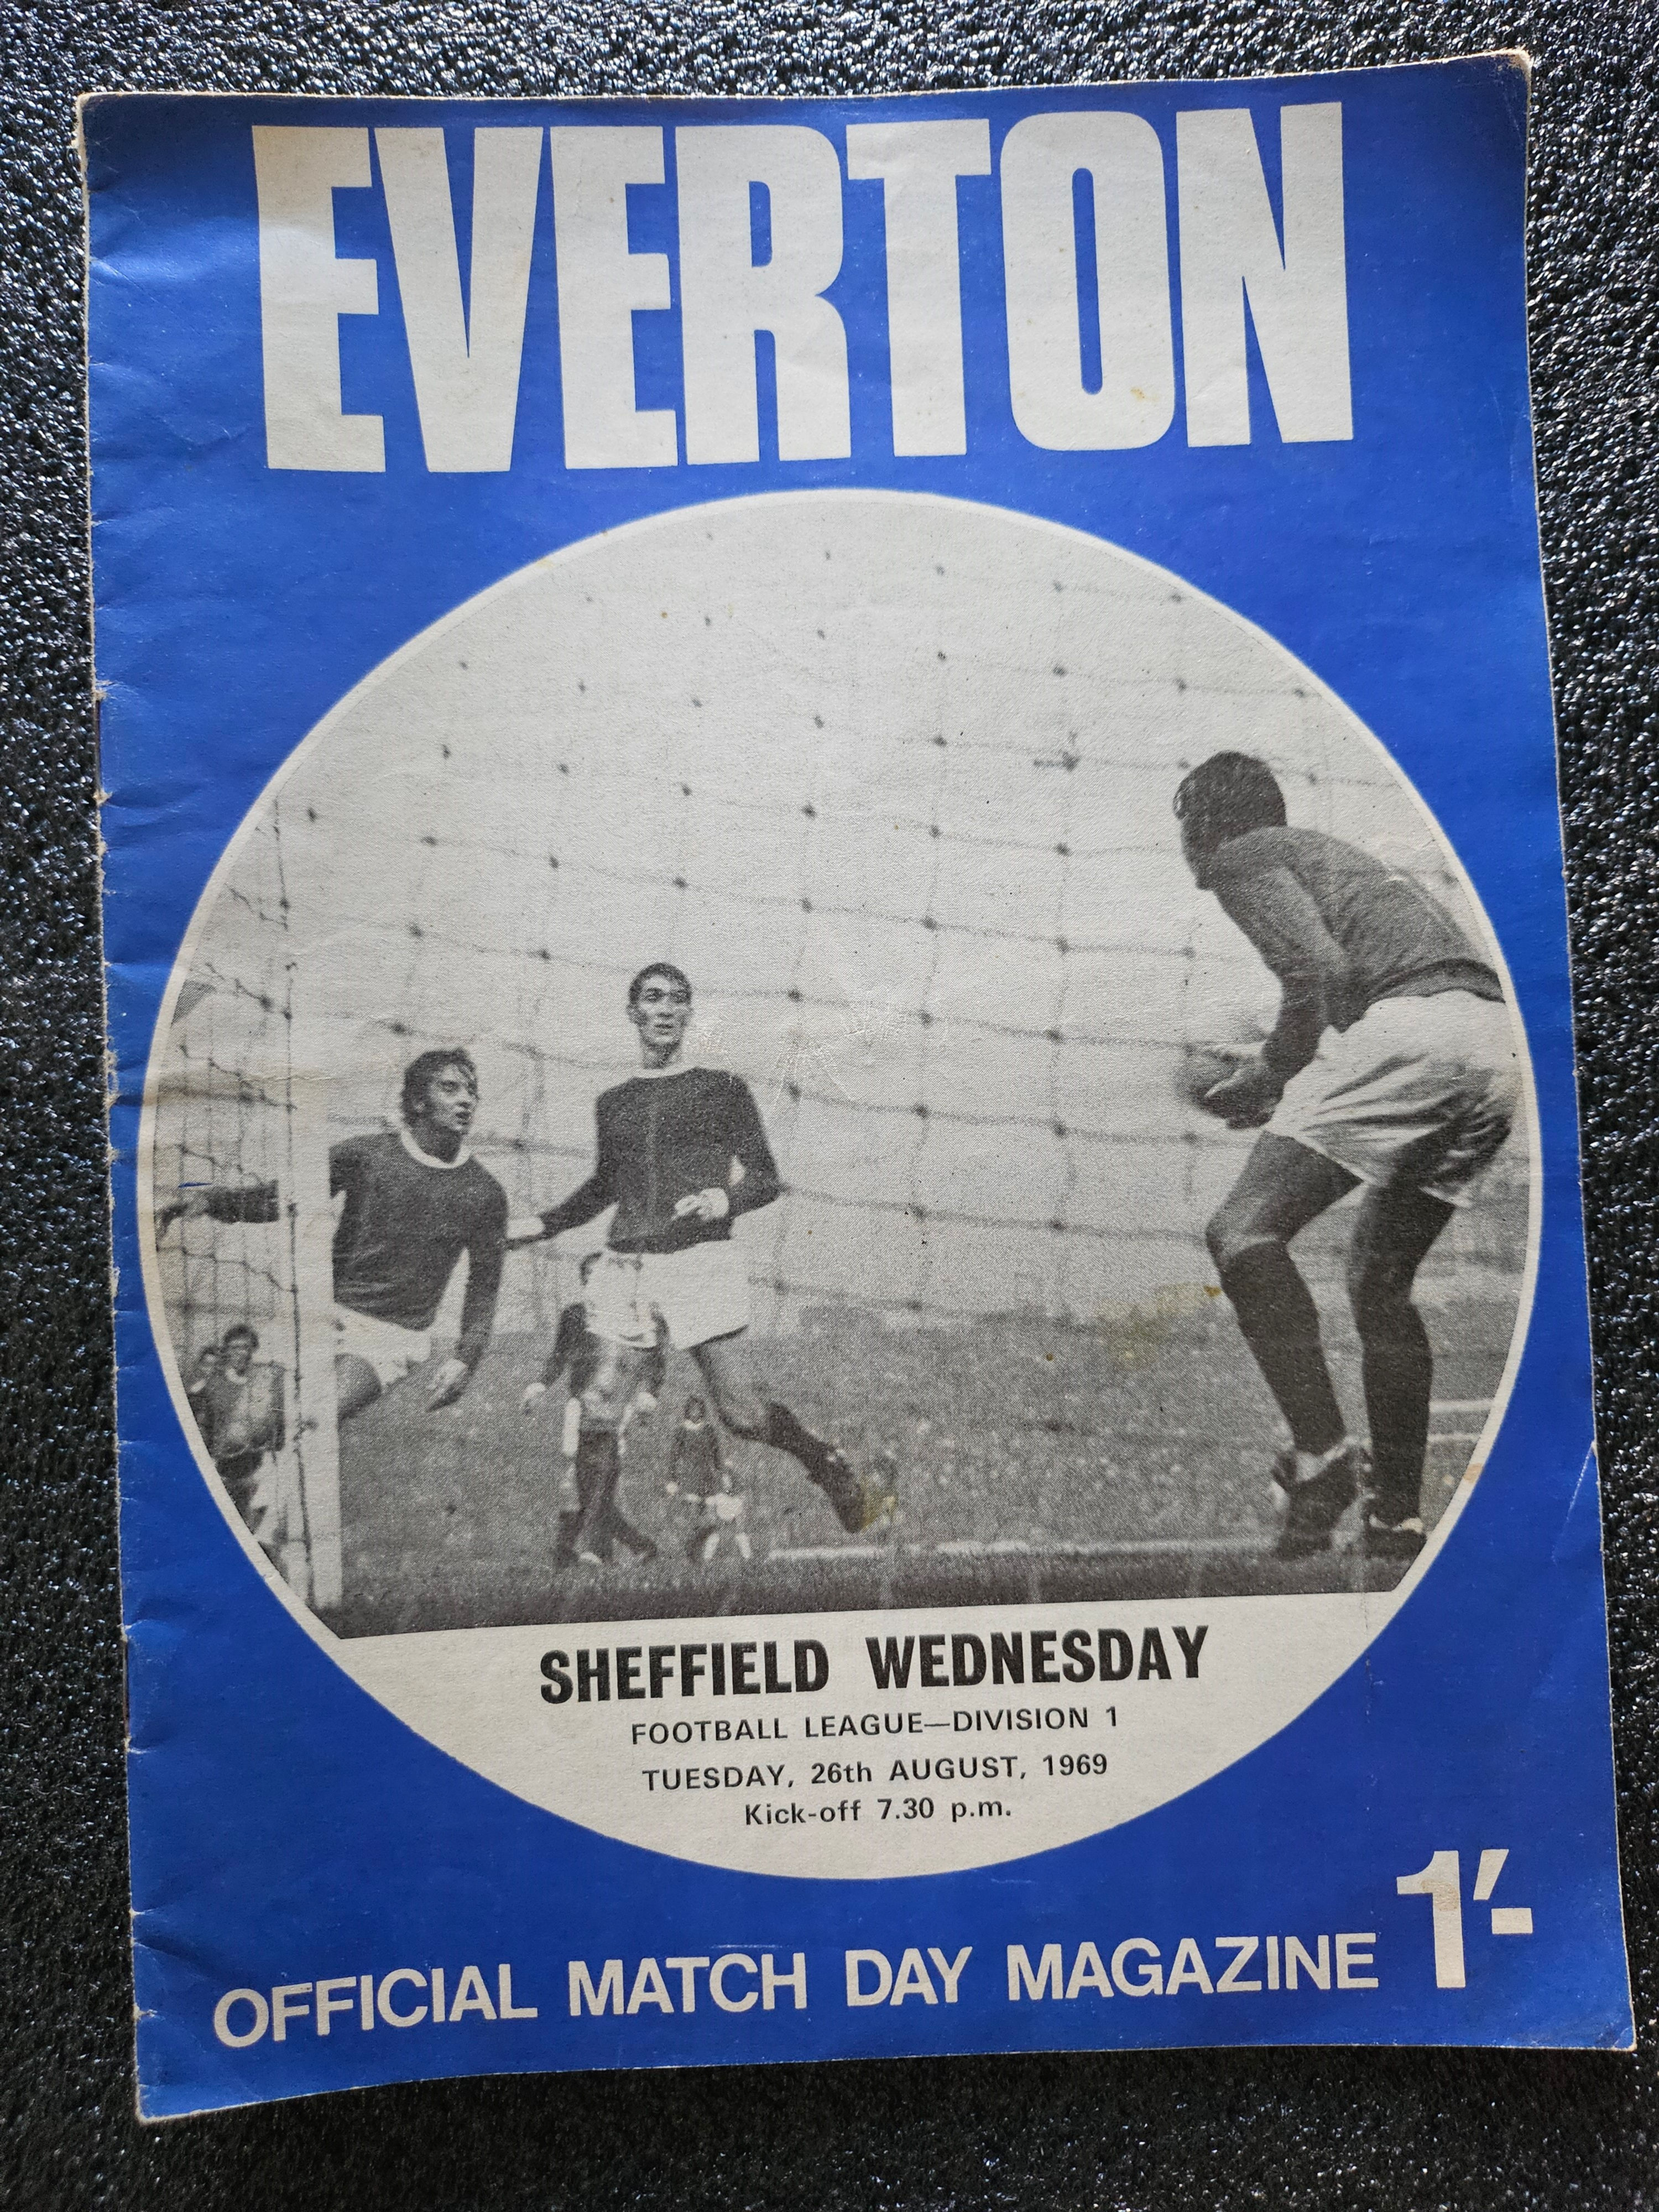 EVERTON
SHEFFIELD WEDNESDAY
FOOTBALL LEAGUE—DIVISION 1
TUESDAY, 26th AUGUST, 1969
Kick-off 7.30 p.m.
OFFICIAL MATCH DAY MAGAZINE 1'-